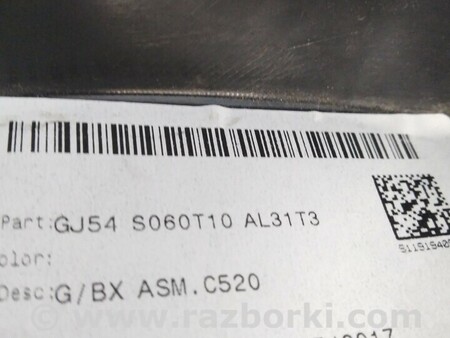 Part: GJ54 S060T10 AL31T3
olor:
Desc: G/BX ASM.C520
© www.razborki.com